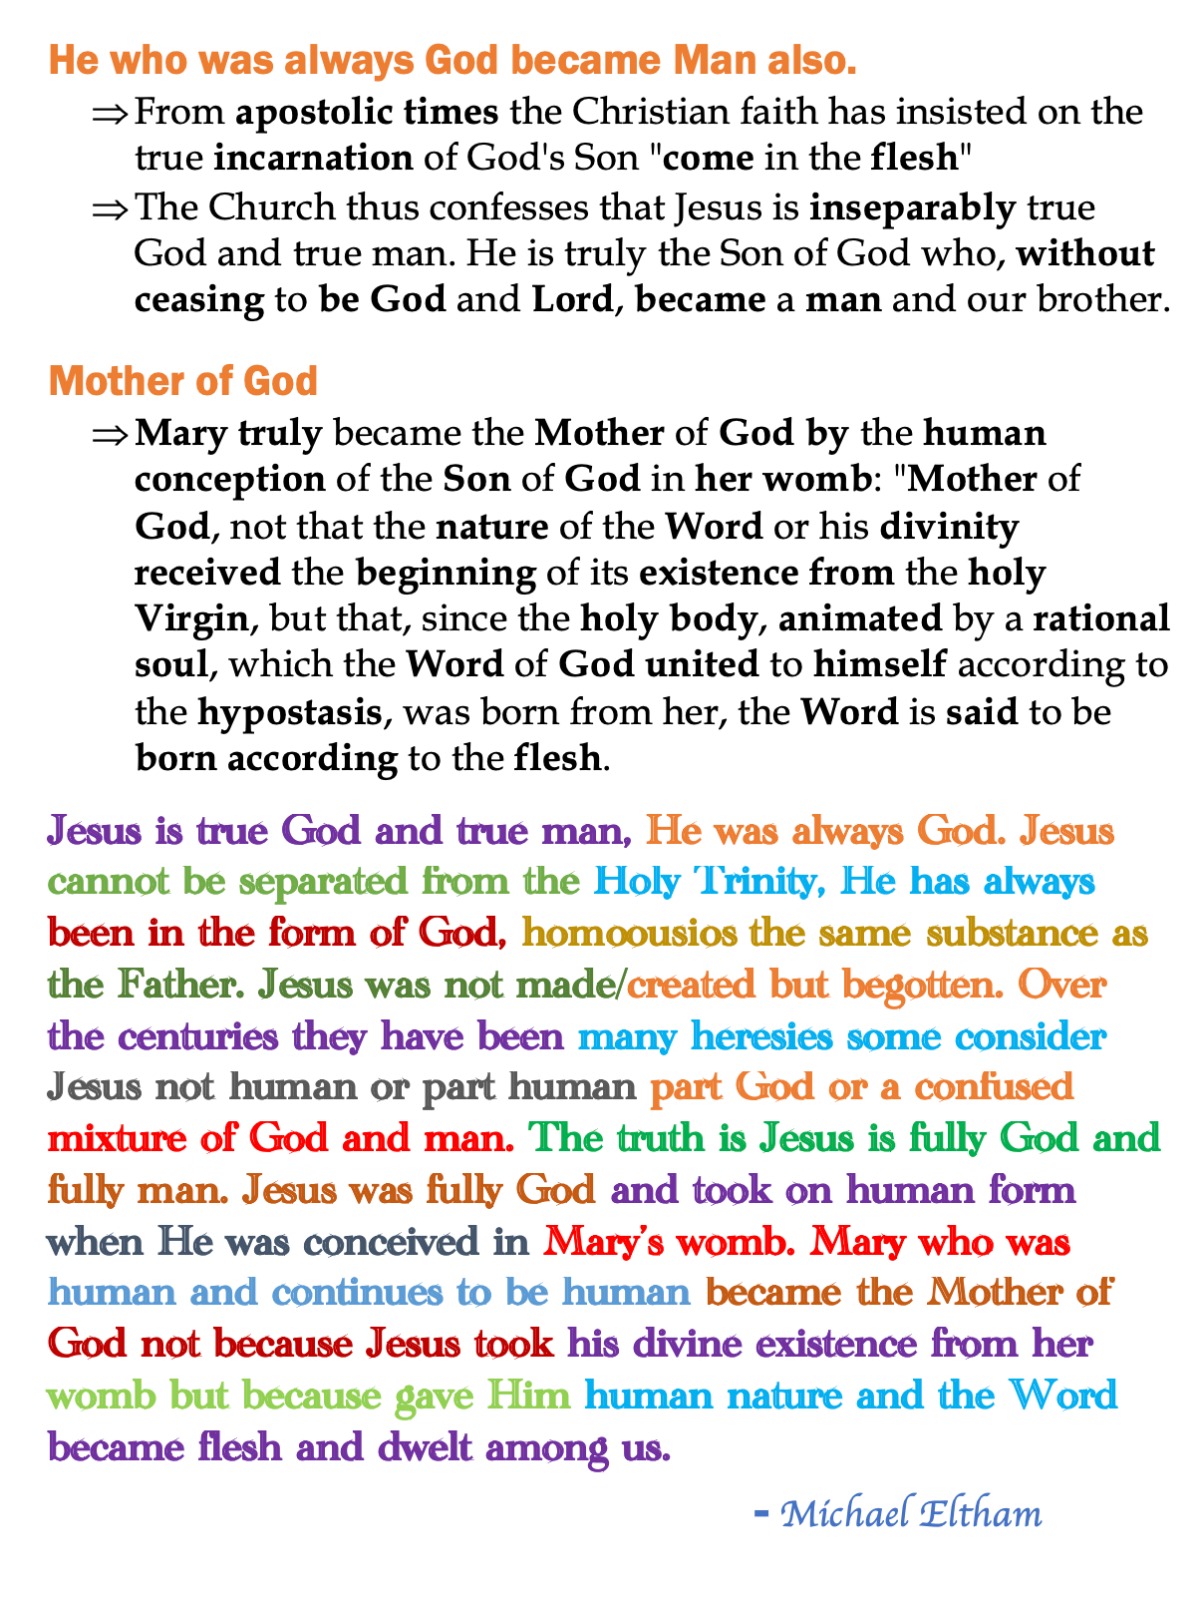 He who was always God became Man also.
⇒From apostolic times the Christian faith has insisted on the
true incarnation of God's Son "come in the flesh"
⇒The Church thus confesses that Jesus is inseparably true
God and true man. He is truly the Son of God who, without
ceasing to be God and Lord, became a man and our brother.
Mother of God
⇒Mary truly became the Mother of God by the human
conception of the Son of God in her womb: "Mother of
God, not that the nature of the Word or his divinity
received the beginning of its existence from the holy
Virgin, but that, since the holy body, animated by a rational
soul, which the Word of God united to himself according to
the hypostasis, was born from her, the Word is said to be
born according to the flesh.
Jesus is true God and true man, He was always God. Jesus
cannot be separated from the Holy Trinity, He has always
been in the form of God, homoousios the same substance as
the Father. Jesus was not made/created but begotten. Over
the centuries they have been many heresies some consider
Jesus not human or part human part God or a confused
mixture of God and man. The truth is Jesus is fully God and
fully man. Jesus was fully God and took on human form
when He was conceived in Mary's womb. Mary who was
human and continues to be human became the Mother of
God not because Jesus took his divine existence from her
womb but because gave Him human nature and the Word
became flesh and dwelt among us.
- Michael Eltham